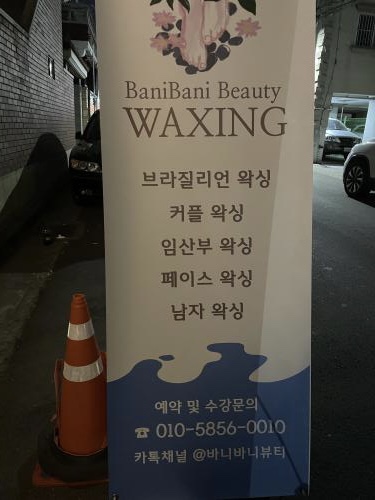 BaniBani Beauty
WAXING
브라질리언 왁싱
커플 왁싱
임산부 왁싱
페이스 왁싱
남자 왁싱
예약 및 수강문의
☎ 010-5856-0010
카톡채널 @바니바니뷰티